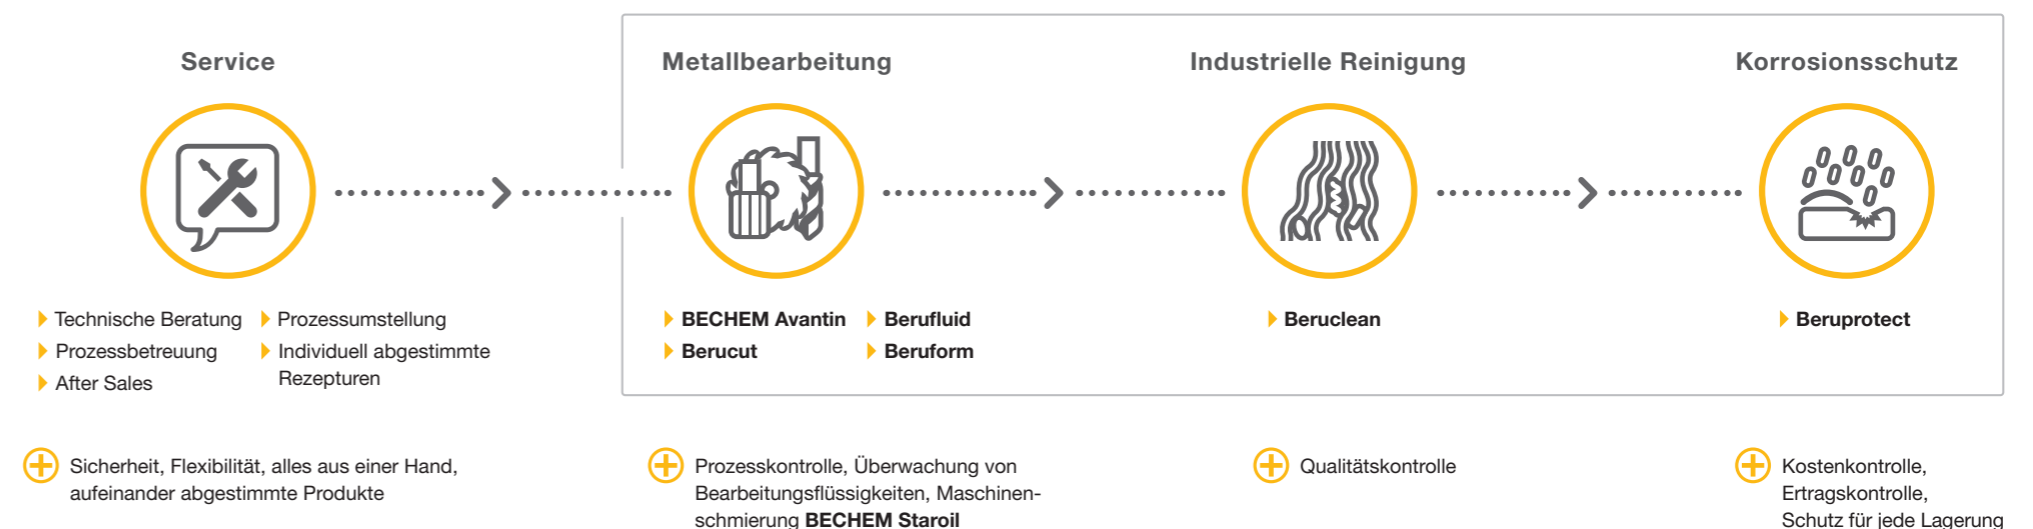 Service
Technische Beratung
Prozessbetreuung
After Sales
Prozessumstellung
Individuell abgestimmte
Rezepturen
Sicherheit, Flexibilität, alles aus einer Hand,
aufeinander abgestimmte Produkte
Metallbearbeitung
BECHEM Avantin
Berucut
Berufluid
Beruform
Prozesskontrolle, Überwachung von
Bearbeitungsflüssigkeiten, Maschinen-
schmierung BECHEM Staroil
Industrielle Reinigung
Beruclean
Qualitätskontrolle
Korrosionsschutz
Beruprotect
Kostenkontrolle,
Ertragskontrolle,
Schutz für jede Lagerung